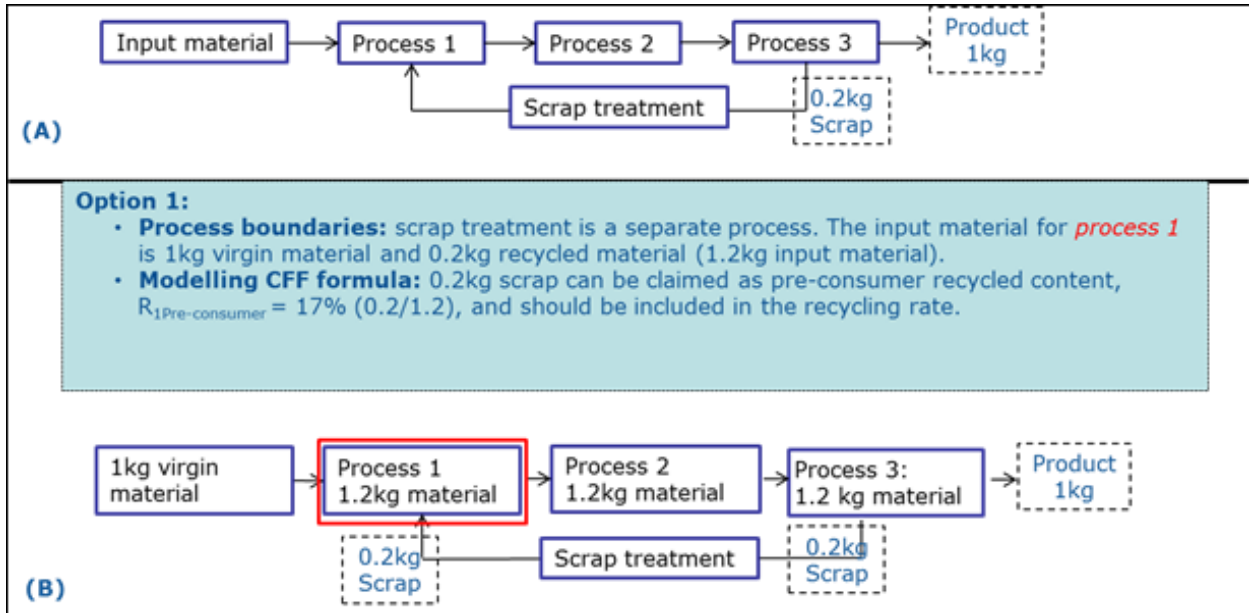 Input material
Process 1
Process 2
Process 3
Product
1kg
Scrap treatment
0.2kg
Scrap
(A)
Option 1:
• Process boundaries: scrap treatment is a separate process. The input material for process 1
is 1kg virgin material and 0.2kg recycled material (1.2kg input material).
• Modelling CFF formula: 0.2kg scrap can be claimed as pre-consumer recycled content,
R1Pre-consumer = 17% (0.2/1.2), and should be included in the recycling rate.
1kg virgin
material
Process 1
1.2kg material
Process 2
1.2kg material
Process 3:
1.2 kg material
Product
1kg
0.2kg
Scrap
Scrap treatment
0.2kg
Scrap
(B)